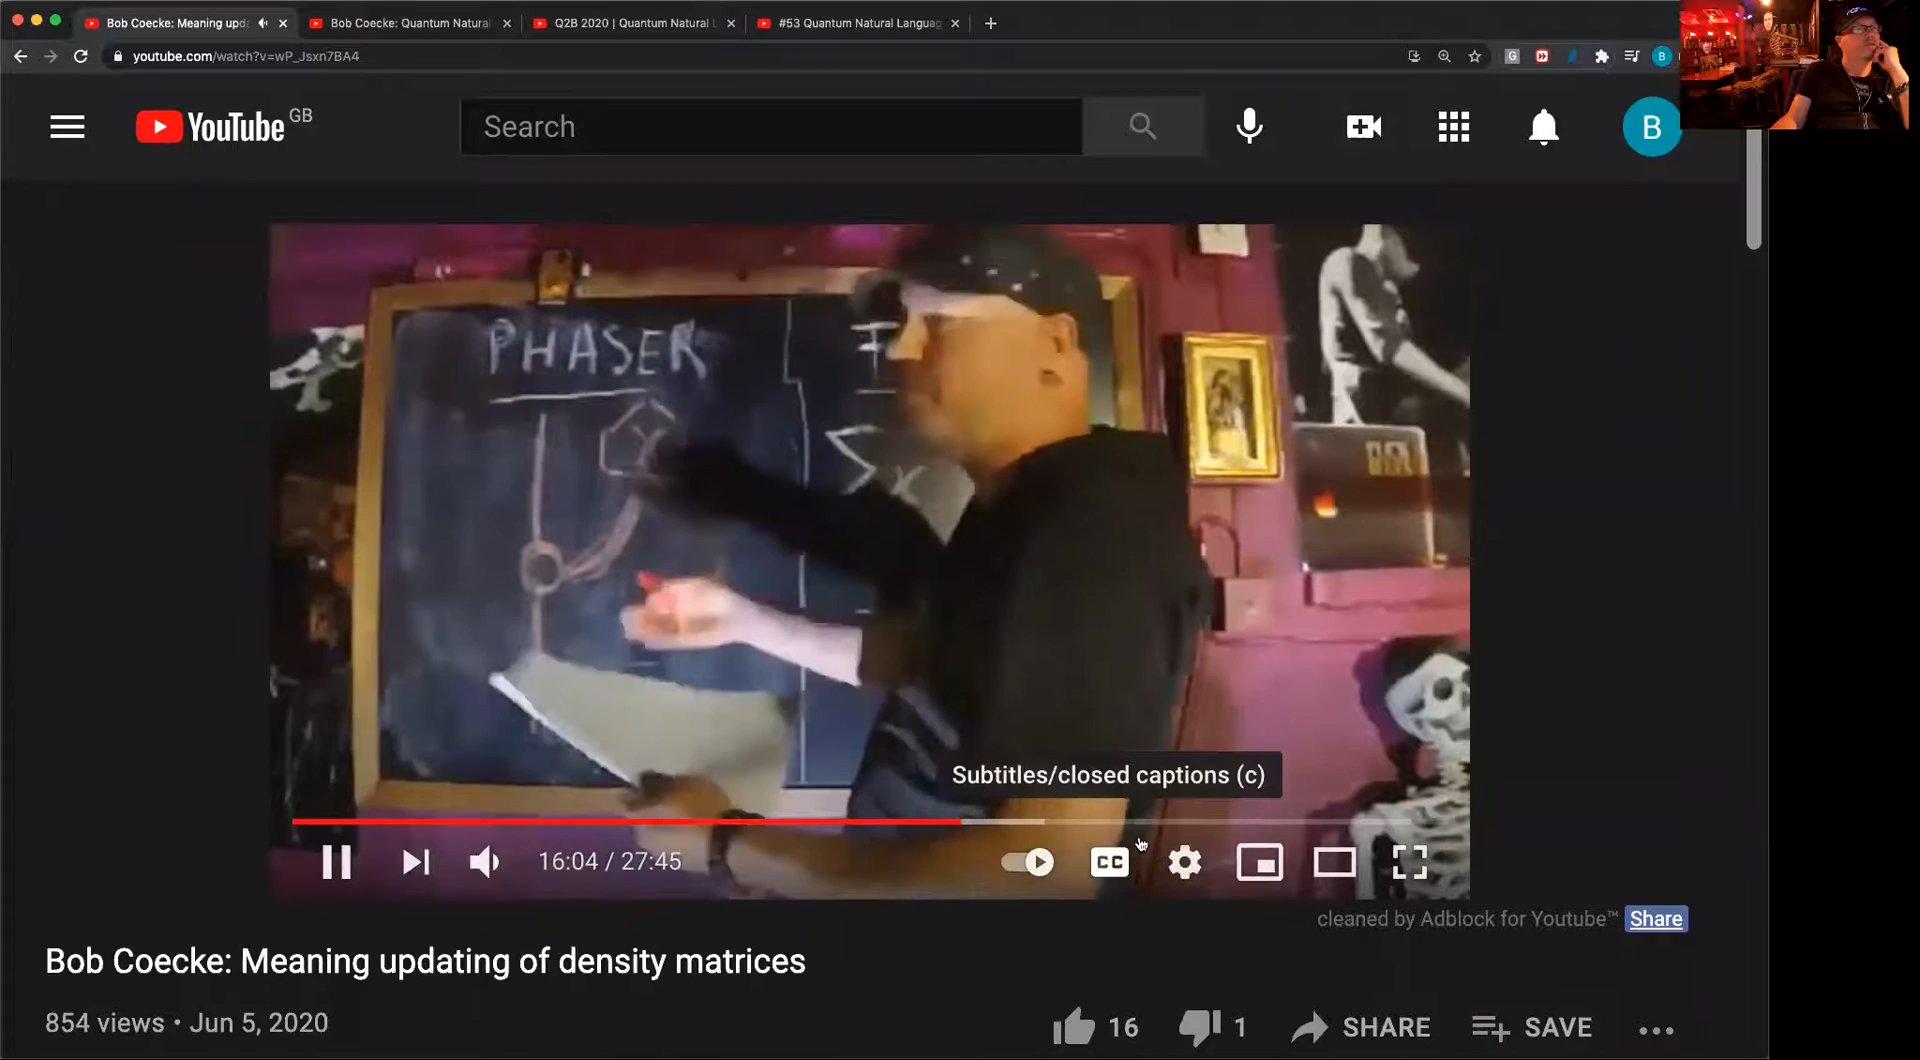 Bob Coecke: Meaning upd
Bob Coecke: Quantum Natural
Q2B 2020 | Quantum Natural L
#53 Quantum Natural Languag
youtube.com/watch?v=wP_Jsxn7BA4
YouTube GB
Search
B
PHASER
x
Σx
Subtitles/closed captions (c)
16:04 / 27:45
CC
cleaned by Adblock for Youtube™ Share
Bob Coecke: Meaning updating of density matrices
854 views • Jun 5, 2020
16
1
SHARE
SAVE